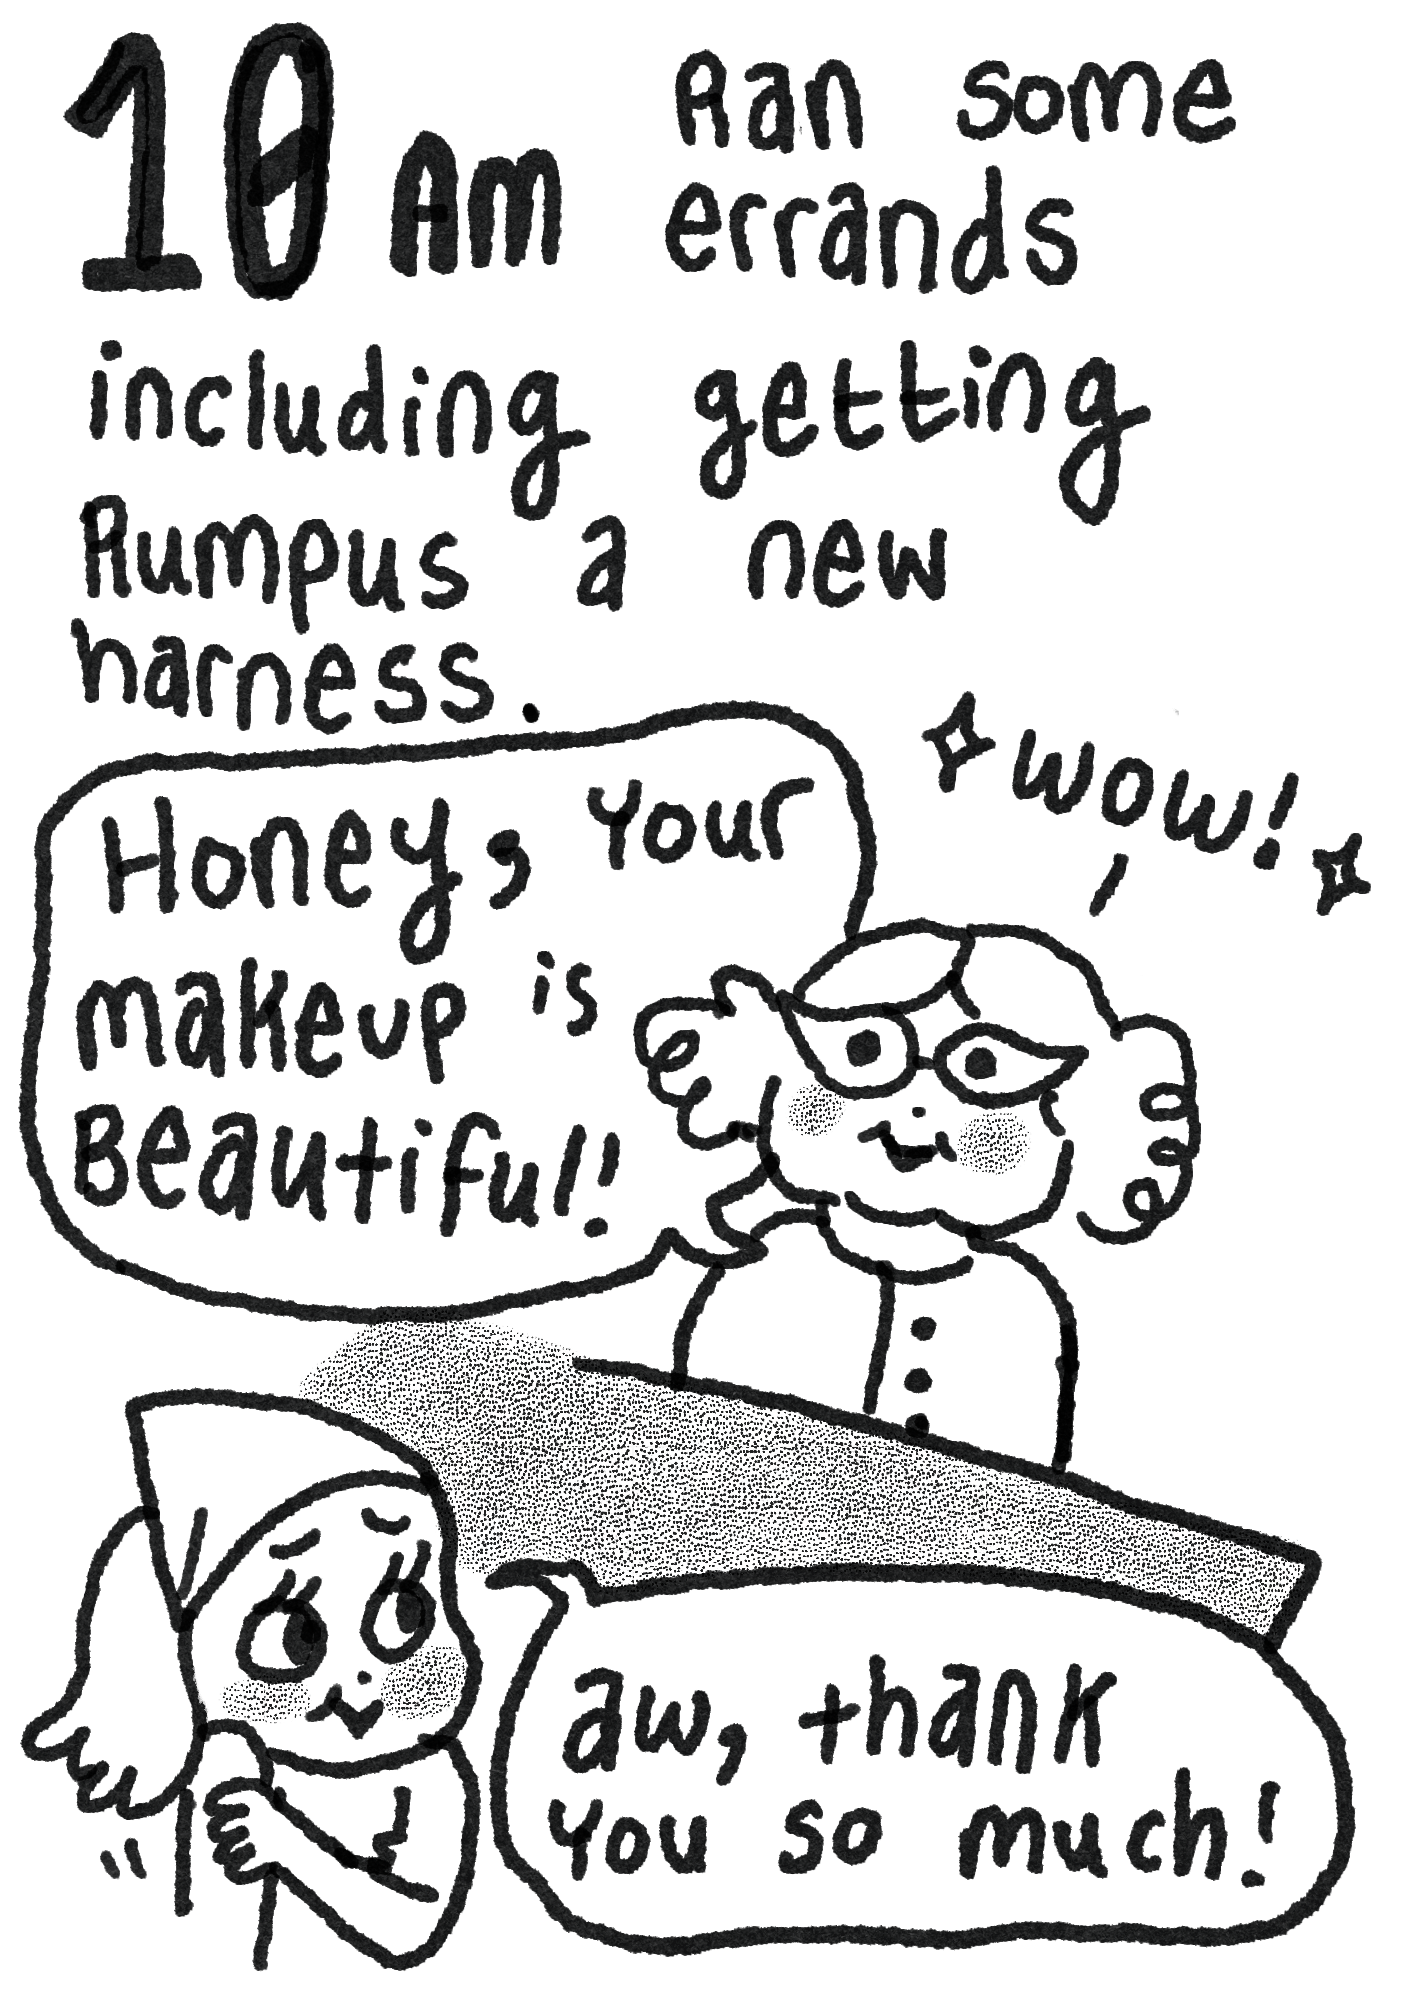 10 Am Ran some
errands
including getting
Rumpus a new
harness.
Honey, your
makeup is
Beautiful!
wow!
aw, thank
you so much!